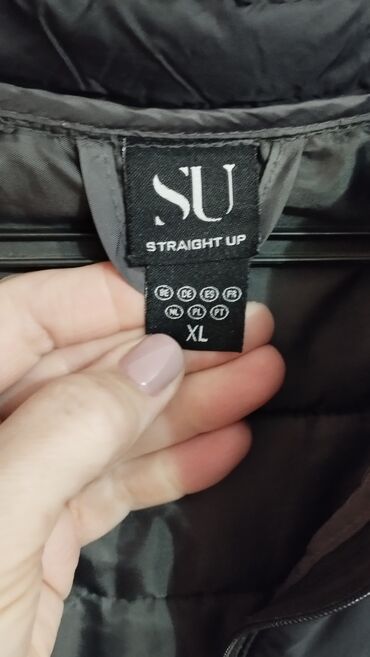 SU
STRAIGHT UP
BE DE ES FR
NL PL PT
XL